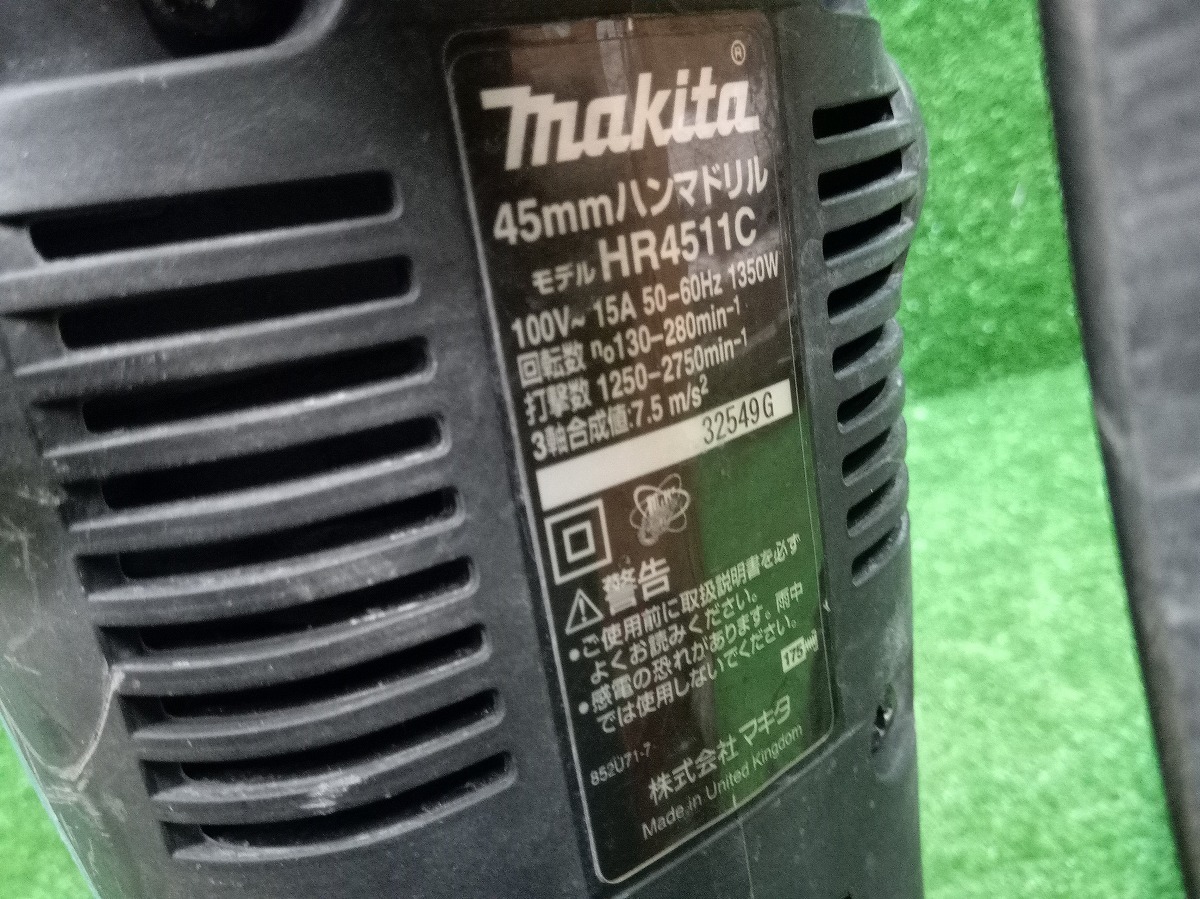 makita®
45mmハンマドリル
モデル HR4511C
100V~ 15A 50-60Hz 1350W
回転数 n₀130-280min-1
打撃数 1250-2750min-1
3軸合成値:7.5 m/s²
32549G
警告
•ご使用前に取扱説明書を必ず
よくお読みください。
•感電の恐れがあります。雨中
では使用しないでください。
852U71-7
株式会社 マキタ
Made in United Kingdom